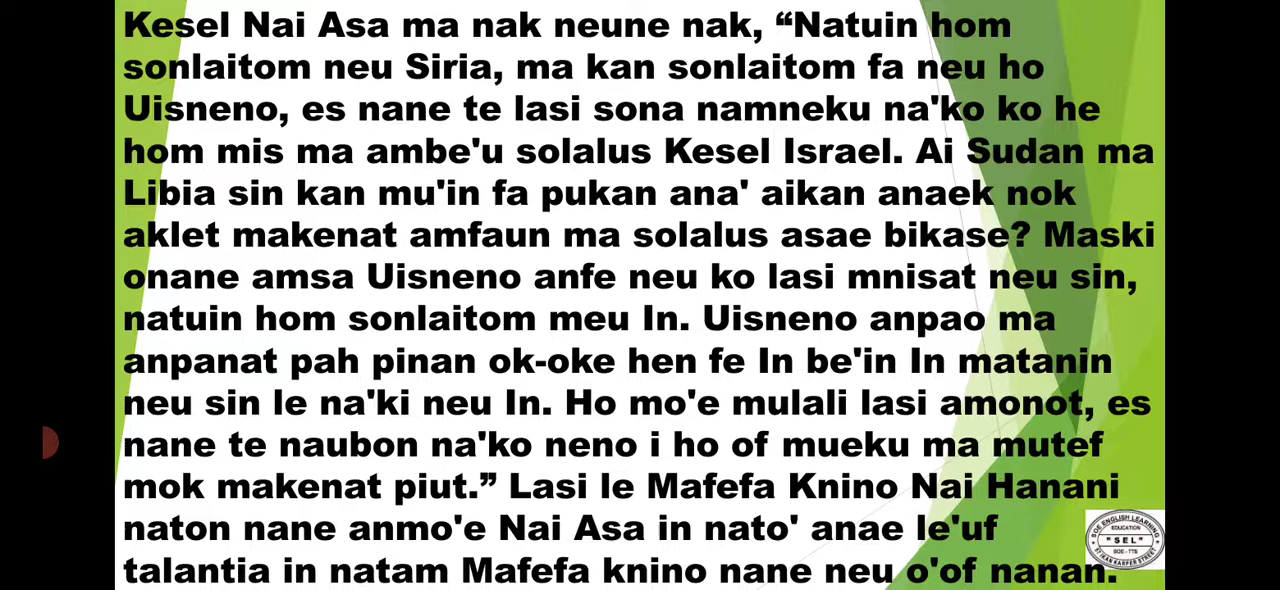 Kesel Nai Asa ma nak neune nak, “Natuin hom
sonlaitom neu Siria, ma kan sonlaitom fa neu ho
Uisneno, es nane te lasi sona namneku na'ko ko he
hom mis ma ambe'u solalus Kesel Israel. Ai Sudan ma
Libia sin kan mu'in fa pukan ana' aikan anaek nok
aklet makenat amfaun ma solalus asae bikase? Maski
onane amsa Uisneno anfe neu ko lasi mnisat neu sin,
natuin hom sonlaitom meu In. Uisneno anpao ma
anpanat pah pinan ok-oke hen fe In be'in In matanin
neu sin le na'ki neu In. Ho mo'e mulali lasi amonot, es
nane te naubon na'ko neno i ho of mueku ma mutef
mok makenat piut.” Lasi le Mafefa Knino Nai Hanani
naton nane anmo'e Nai Asa in nato' anae le'uf
talantia in natam Mafefa knino nane neu o'of nanan.
SOE ENGLISH LEARNING
EDUCATION
"SEL"
SOE - TTS